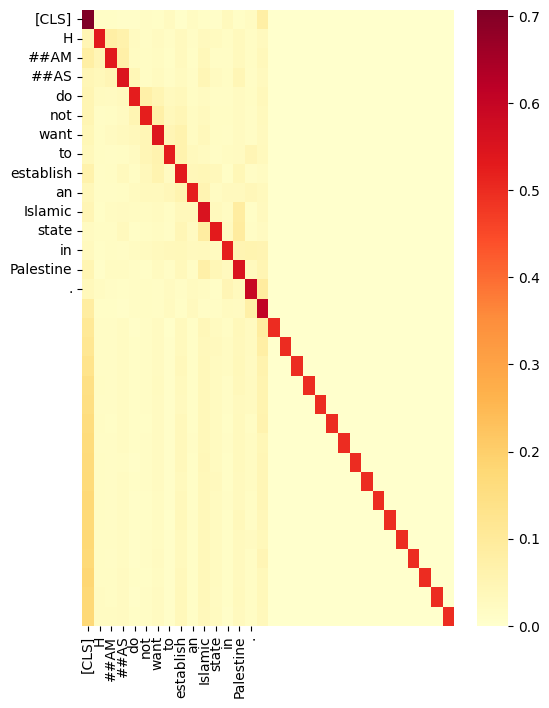 [CLS]
H
##AM
##AS
do
not
want
to
establish
an
Islamic
state
in
Palestine
.
[CLS]
H
##AM
##AS
do
not
want
to
establish
an
Islamic
state
in
Palestine
.
0.7
0.6
0.5
0.4
0.3
0.2
0.1
0.0